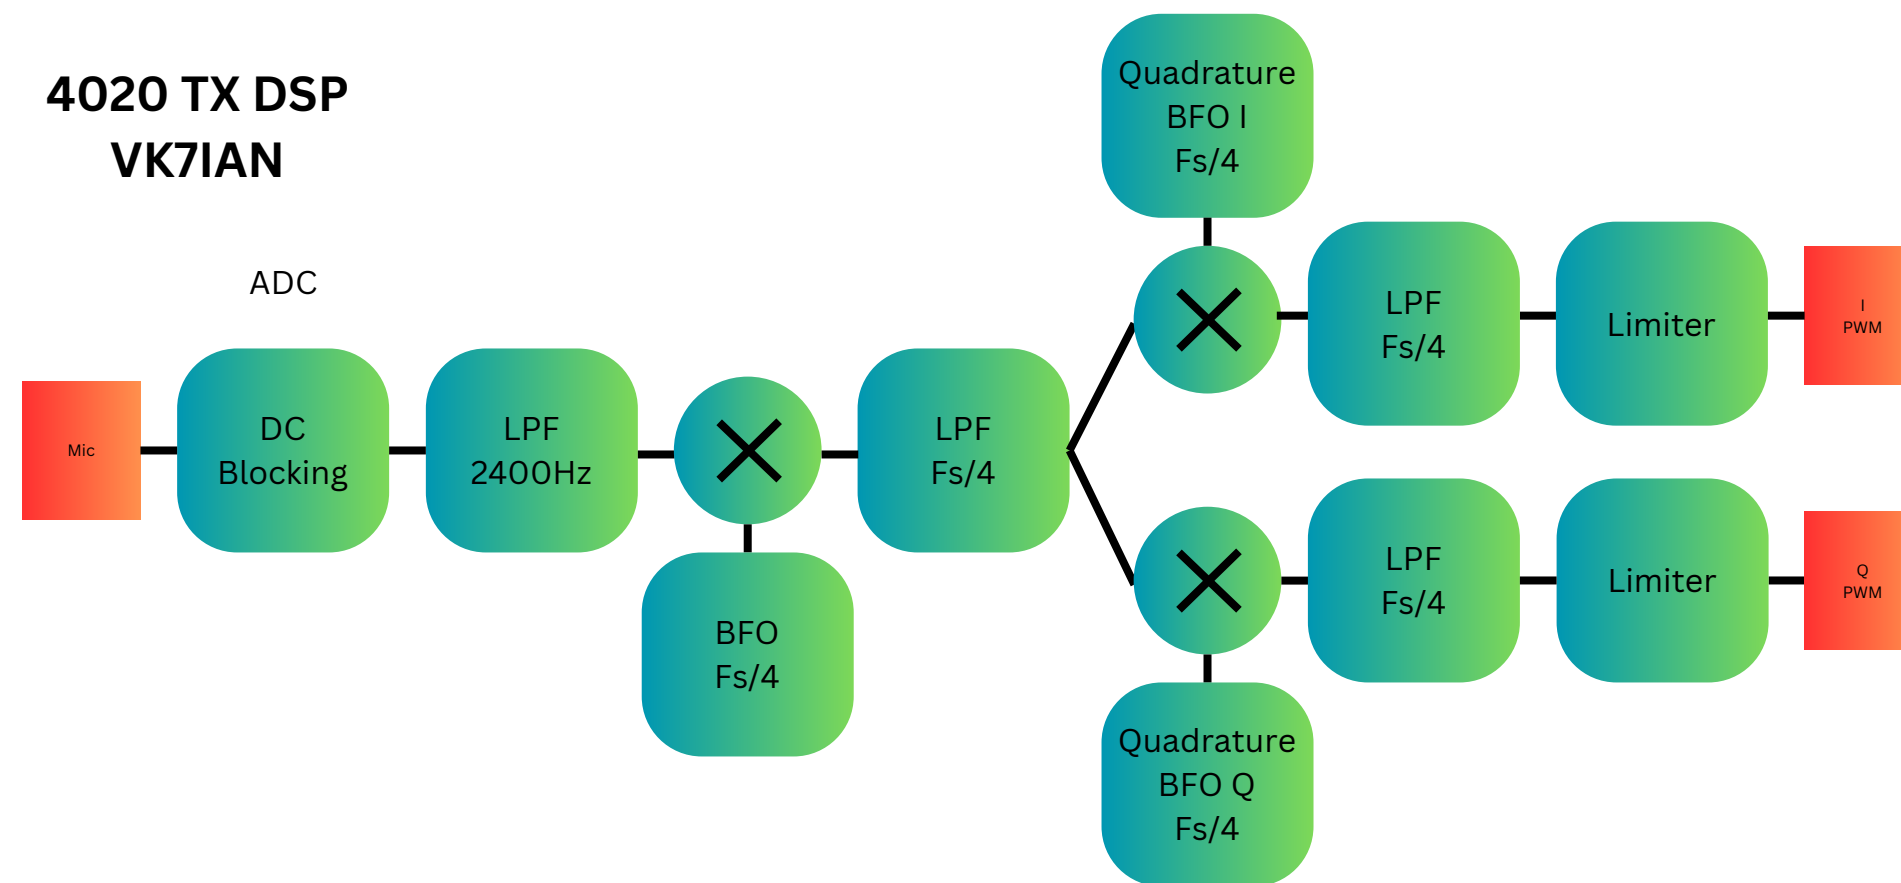 4020 TX DSP
VK7IAN
ADC
Mic
DC
Blocking
LPF
2400Hz
BFO
Fs/4
LPF
Fs/4
Quadrature
BFO I
Fs/4
LPF
Fs/4
Limiter
I
PWM
Quadrature
BFO Q
Fs/4
LPF
Fs/4
Limiter
Q
PWM